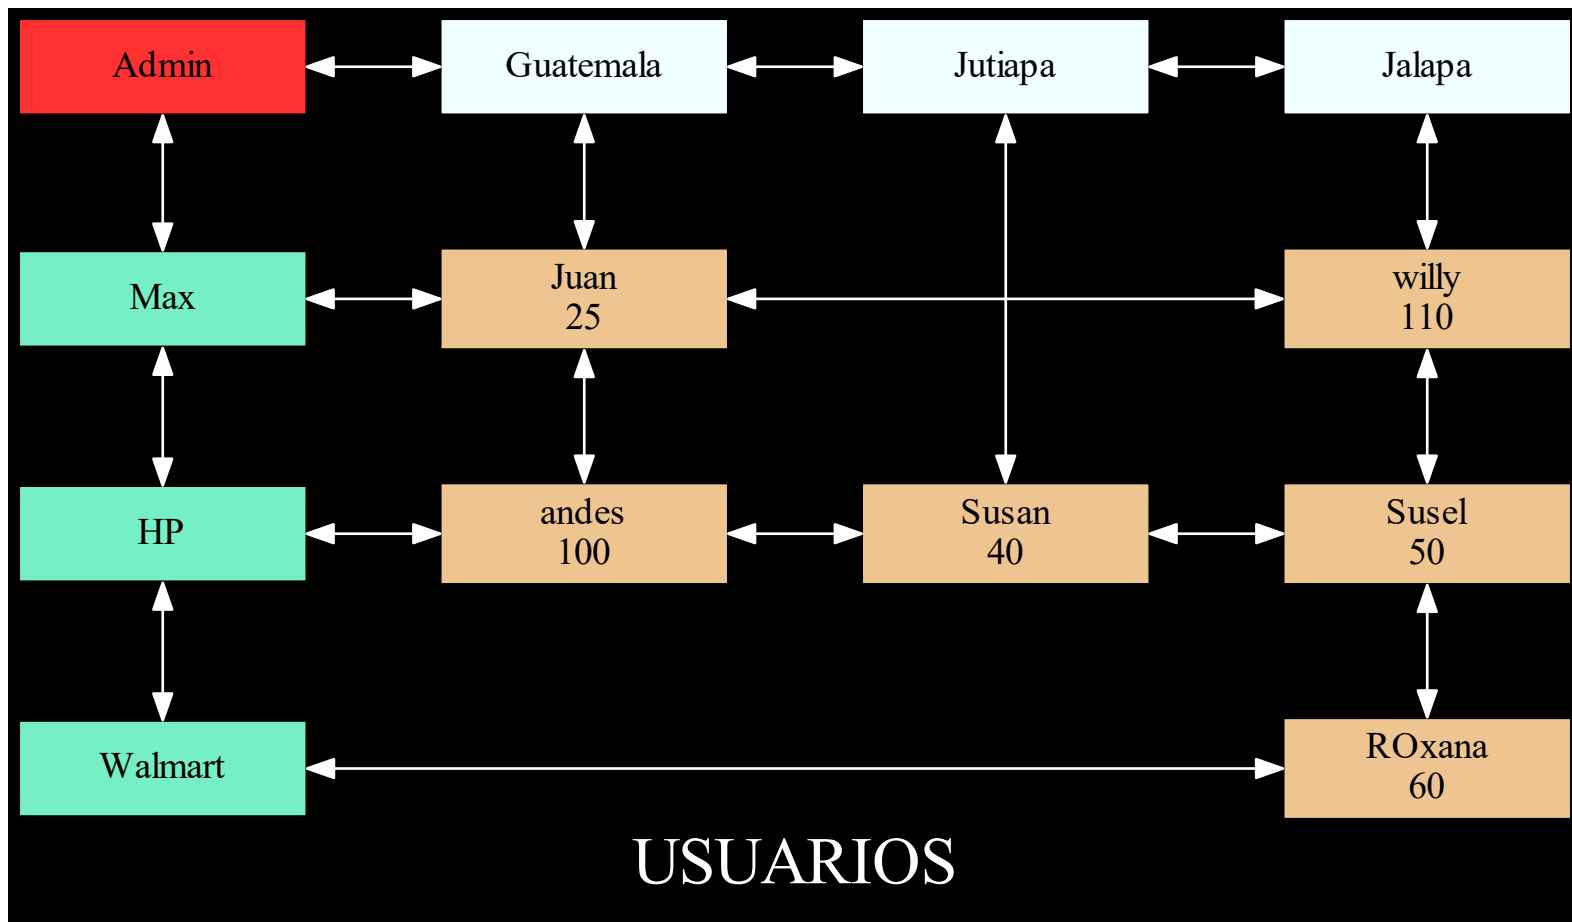 Admin
Guatemala
Jutiapa
Jalapa
Max
Juan
25
willy
110
HP
andes
100
Susan
40
Susel
50
Walmart
ROxana
60
USUARIOS